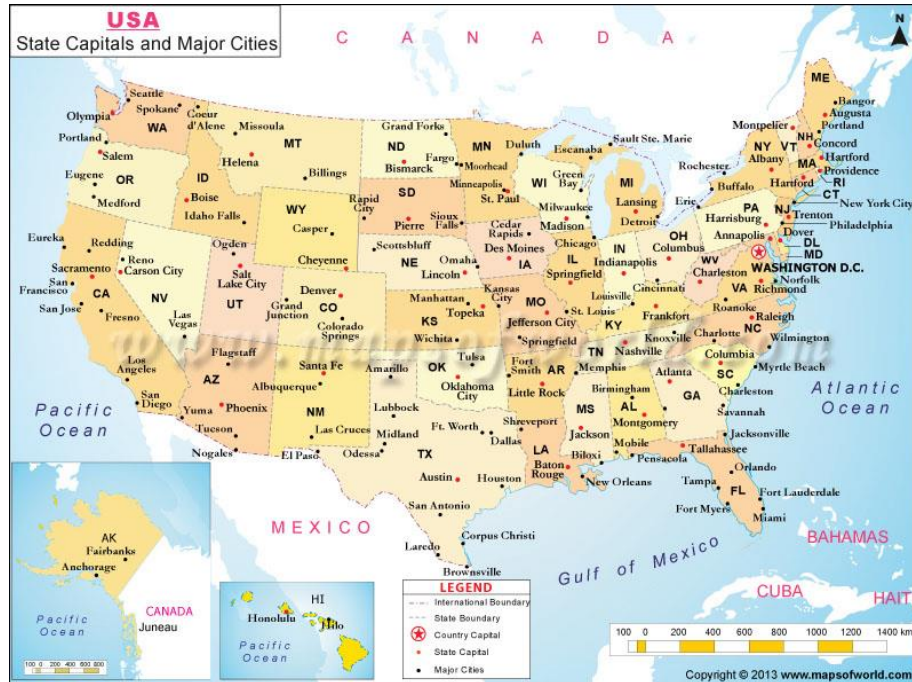 USA
State Capitals and Major Cities
C A N A D A
N
Seattle
Olympia
Spokane
Coeur
d'Alene
WA
Portland
Salem
Eugene
OR
Medford
Missoula
Helena
MT
Billings
ID
Boise
Idaho Falls
WY
Casper
Cheyenne
Grand Forks
ND
Fargo
Bismarck
Moorhead
MN
Duluth
Minneapolis
St. Paul
SD
Rapid
City
Pierre
Sioux
Falls
Escanaba
Sault Ste. Marie
WI
Green
Bay
Milwaukee
Madison
MI
Lansing
Detroit
ME
Bangor
Augusta
Portland
Montpelier
VT
NH
Concord
MA
Hartford
Providence
Hartford
RI
CT
NY
Albany
Rochester
Buffalo
New York City
Erie
PA
Harrisburg
NJ
Trenton
Philadelphia
Annapolis
Dover
DL
MD
WASHINGTON D.C.
Norfolk
VA
Richmond
Roanoke
WV
Charleston
OH
Columbus
Cincinnati
IN
Indianapolis
Chicago
IL
Springfield
Cedar
Rapids
Des Moines
IA
Scottsbluff
NE
Omaha
Lincoln
Eureka
Redding
Sacramento
San
Francisco
San Jose
CA
Fresno
Reno
Carson City
NV
Las
Vegas
Los
Angeles
San
Diego
Ogden
Salt
Lake City
UT
Grand
Junction
Denver
CO
Colorado
Springs
Manhattan
Topeka
KS
Wichita
Kansas
City
MO
Jefferson City
St. Louis
Springfield
Louisville
Frankfort
KY
Knoxville
TN
Nashville
Memphis
Charlotte
Raleigh
NC
Wilmington
Columbia
SC
Myrtle Beach
Charleston
Savannah
Atlanta
GA
Birmingham
AL
Montgomery
Mobile
MS
Jackson
Biloxi
Fort
Smith
AR
Little Rock
Tulsa
OK
Oklahoma
City
Amarillo
Flagstaff
AZ
Phoenix
Yuma
Tucson
Nogales
Santa Fe
Albuquerque
NM
Las Cruces
El Paso
Lubbock
Midland
Odessa
Ft. Worth
Dallas
TX
Austin
Houston
San Antonio
Laredo
Corpus Christi
Brownsville
Shreveport
LA
Baton
Rouge
New Orleans
Pensacola
Tallahassee
Jacksonville
Orlando
Tampa
FL
Fort Lauderdale
Fort Myers
Miami
www.mapsofworld.com
Pacific
Ocean
Atlantic
Ocean
MEXICO
Gulf of Mexico
BAHAMAS
CUBA
HAIT
AK
Fairbanks
Anchorage
CANADA
Juneau
Pacific
Ocean
100 0 200 400 600 800
HI
Honolulu
Hilo
Pacific
Ocean
LEGEND
International Boundary
State Boundary
Country Capital
State Capital
Major Cities
100 0 200 400 600 800 1000 1200 1400 km
Copyright © 2013 www.mapsofworld.com